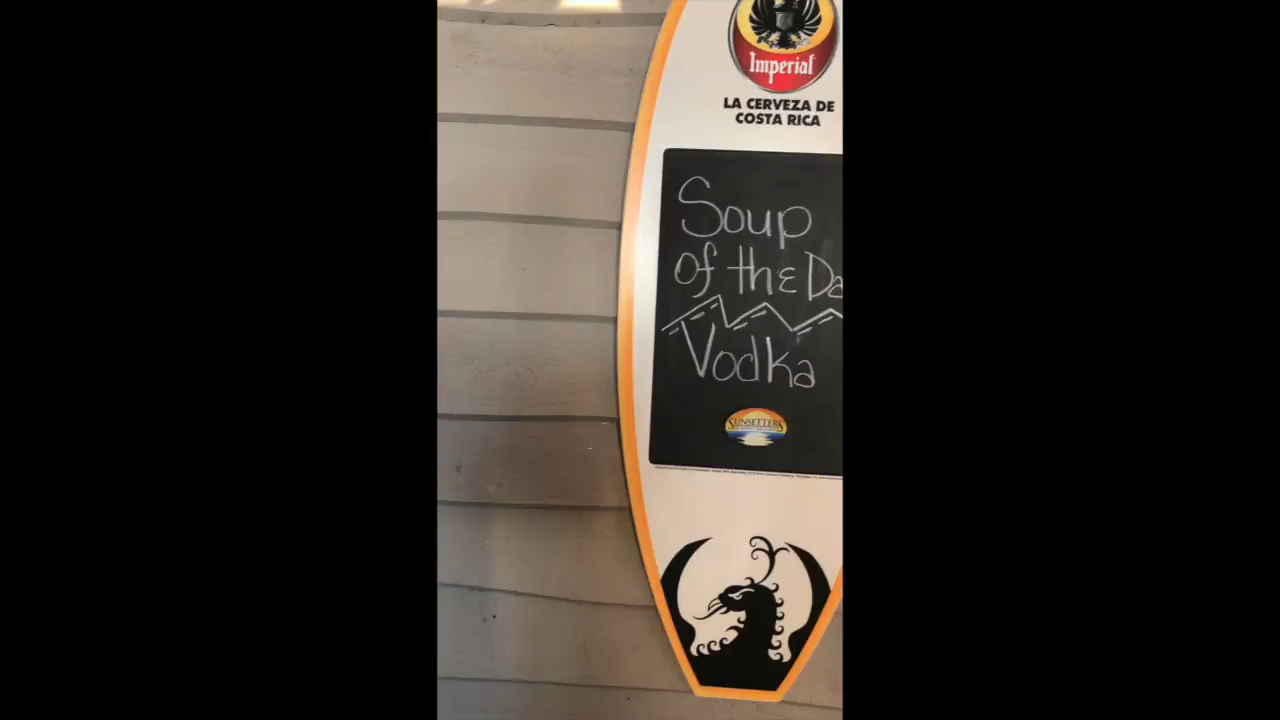 Imperial
LA CERVEZA DE
COSTA RICA
Soup
of the Da
Vodka
SUNSETTERS